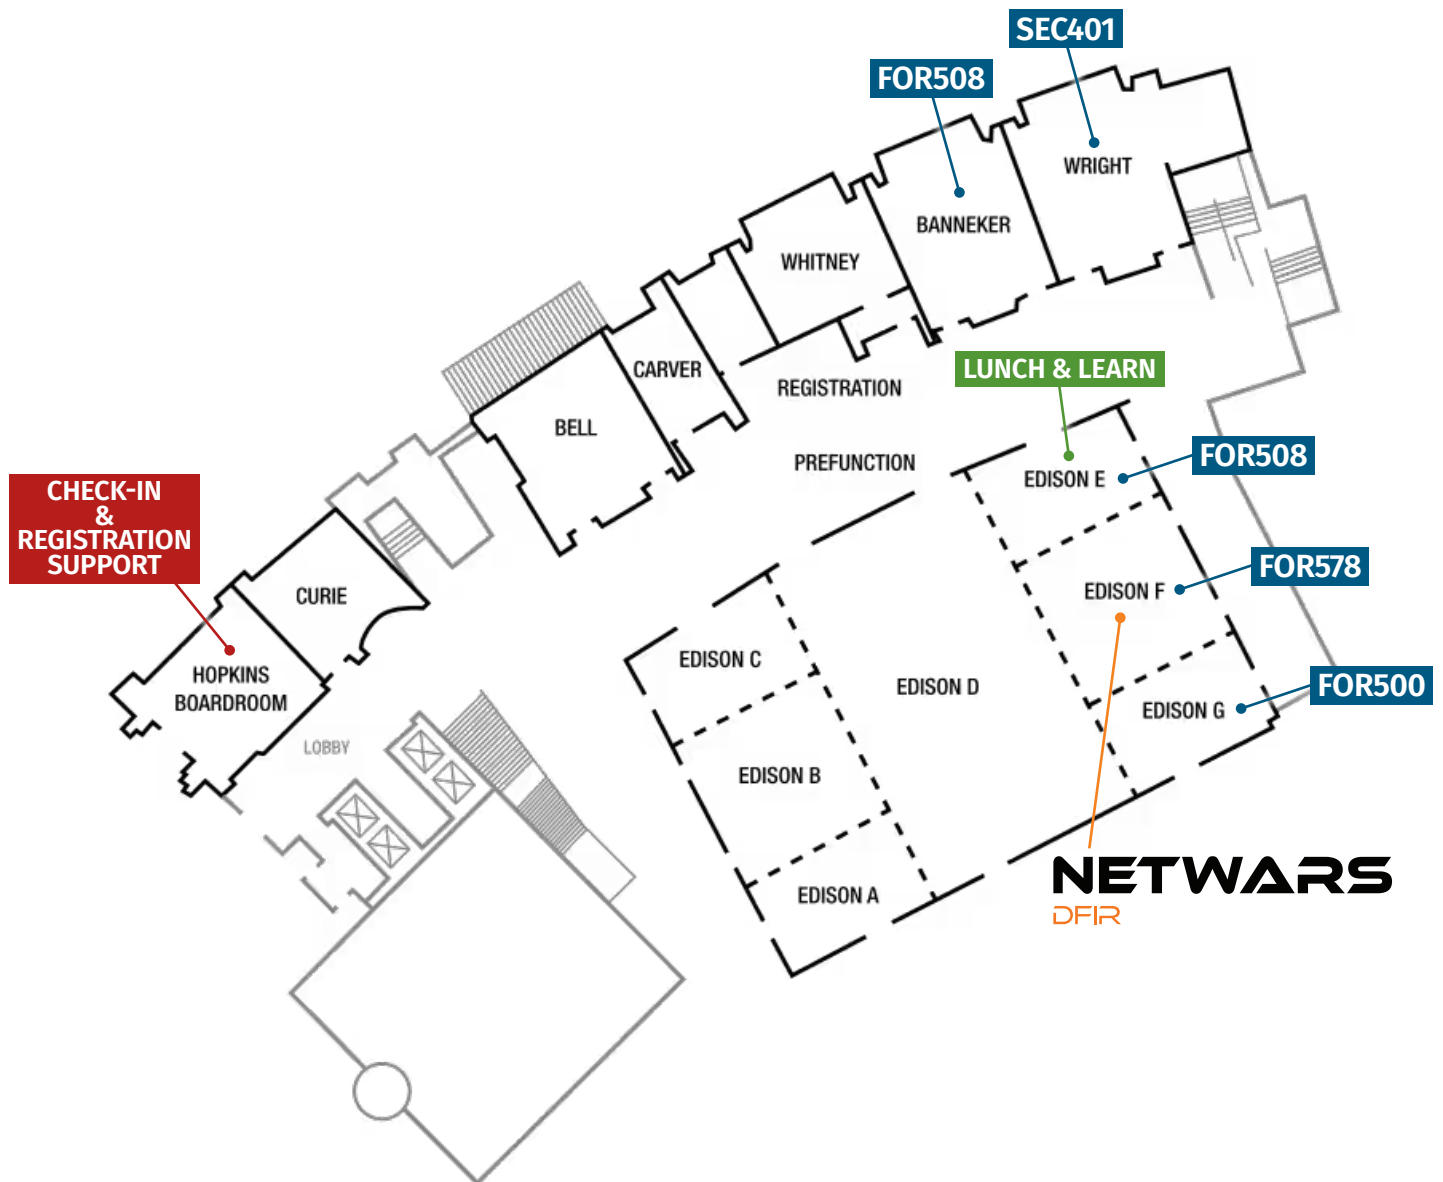 SEC401
FOR508
WRIGHT
BANNEKER
WHITNEY
LUNCH & LEARN
CARVER
REGISTRATION
BELL
PREFUNCTION
FOR508
EDISON E
CHECK-IN
&
REGISTRATION
SUPPORT
FOR578
EDISON F
CURIE
EDISON C
HOPKINS
BOARDROOM
EDISON D
FOR500
EDISON G
LOBBY
EDISON B
EDISON A
NETWARS
DFIR